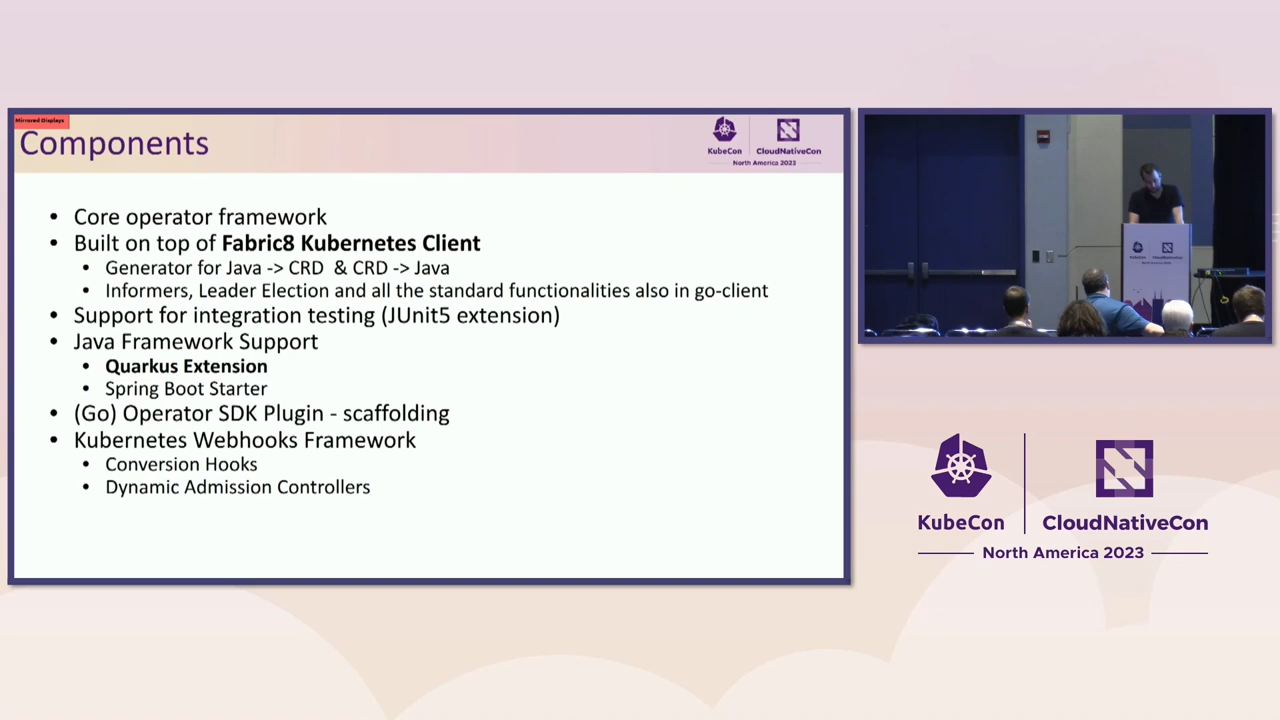 Mirrored Displays
Components
KubeCon
CloudNativeCon
North America 2023
• Core operator framework
• Built on top of Fabric8 Kubernetes Client
• Generator for Java -> CRD & CRD -> Java
• Informers, Leader Election and all the standard functionalities also in go-client
• Support for integration testing (JUnit5 extension)
• Java Framework Support
• Quarkus Extension
• Spring Boot Starter
• (Go) Operator SDK Plugin - scaffolding
• Kubernetes Webhooks Framework
• Conversion Hooks
• Dynamic Admission Controllers
KubeCon
CloudNativeCon
North America 2023